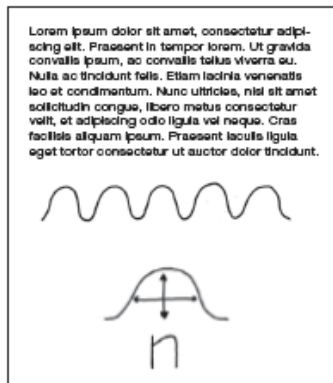 Lorem ipsum dolor sit amet, consectetur adipi-
scing elit. Praesent in tempor lorem. Ut gravida
convallis ipsum, ac convallis tellus viverra eu.
Nulla ac tincidunt felis. Etiam lacinia venenatis
leo et condimentum. Nunc ultricies, nisl sit amet
sollicitudin congue, libero metus consectetur
velit, et adipiscing odio ligula vel neque. Cras
facilisis aliquam ipsum. Praesent iaculis ligula
eget tortor consectetur ut auctor dolor tincidunt.
n